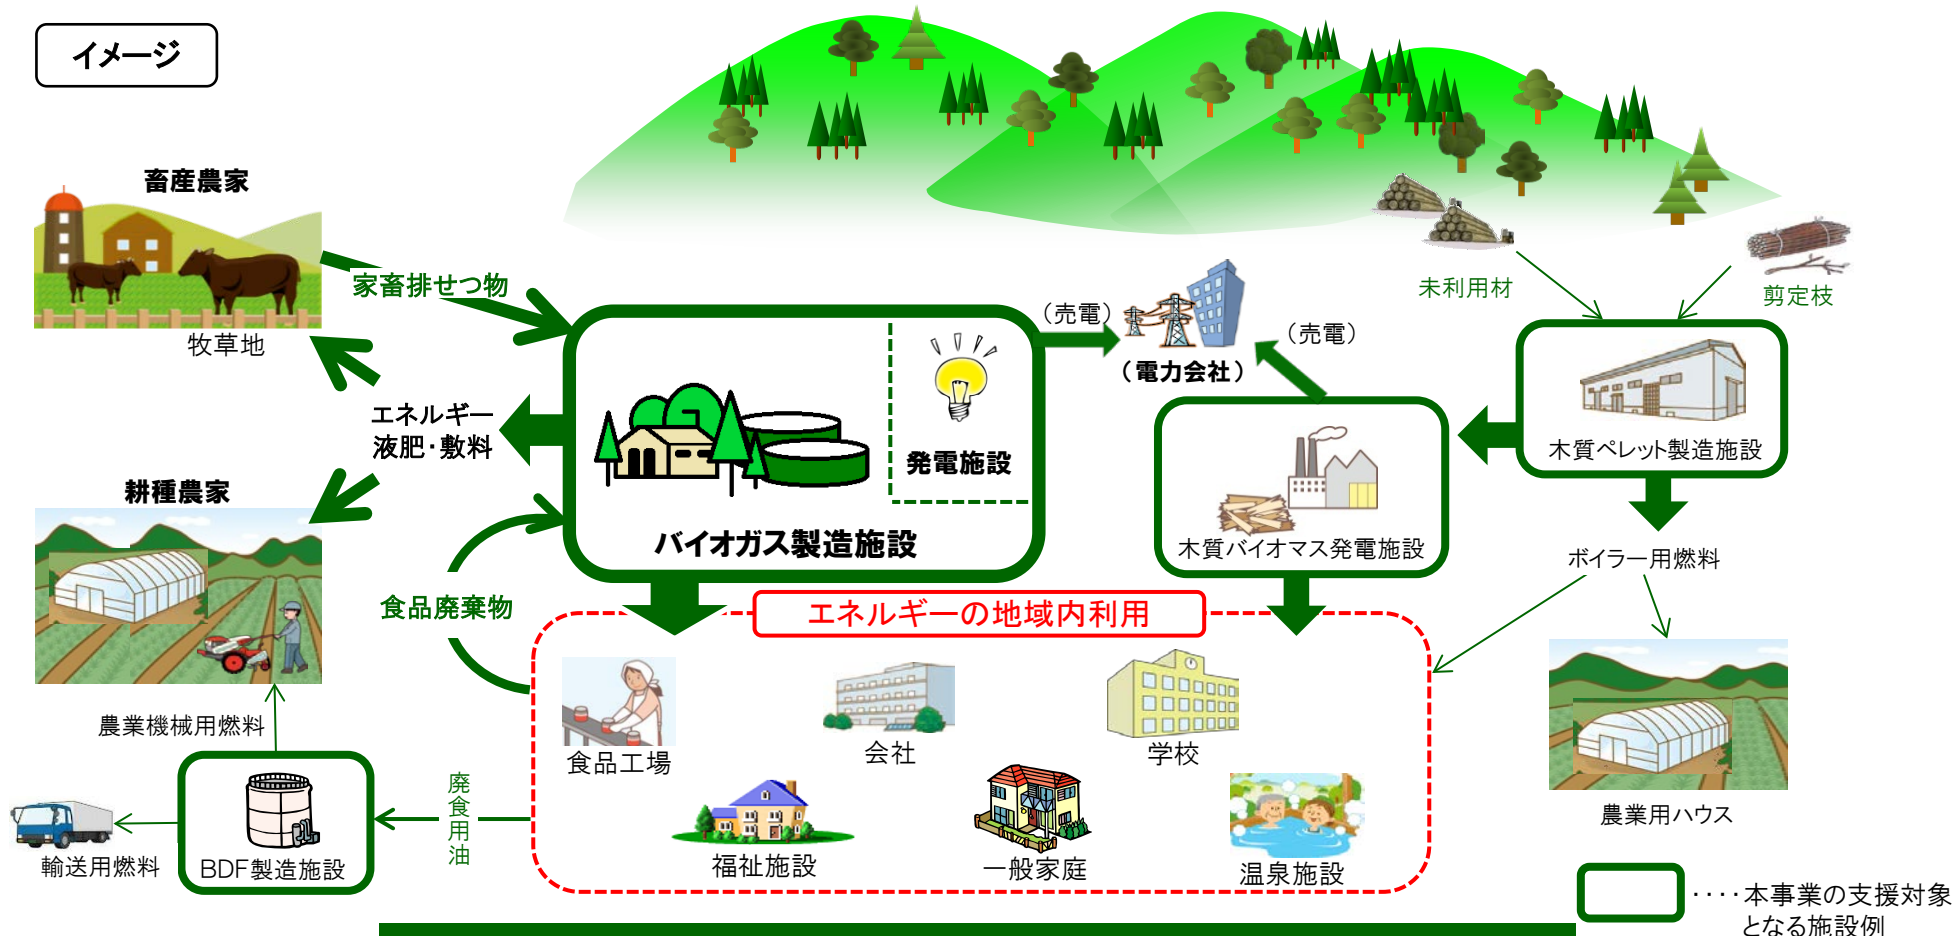 イメージ
畜産農家
家畜排せつ物
牧草地
エネルギー
液肥・敷料
耕種農家
食品廃棄物
農業機械用燃料
BDF製造施設
輸送用燃料
廃食用油
発電施設
バイオガス製造施設
（売電）
（電力会社）
（売電）
未利用材
剪定枝
木質ペレット製造施設
木質バイオマス発電施設
ボイラー用燃料
農業用ハウス
エネルギーの地域内利用
食品工場
会社
学校
福祉施設
一般家庭
温泉施設
‥‥本事業の支援対象
となる施設例